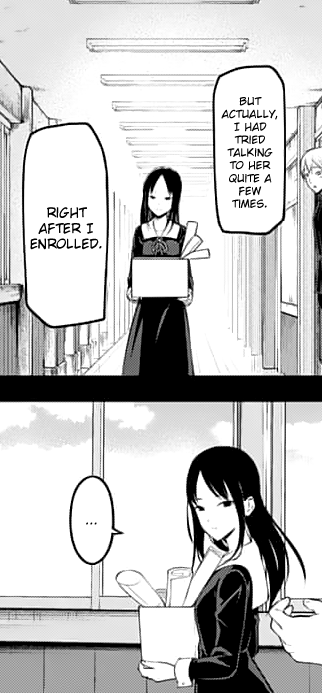 BUT
ACTUALLY,
I HAD
TRIED
TALKING
TO HER
QUITE A
FEW
TIMES.
RIGHT
AFTER I
ENROLLED.
...